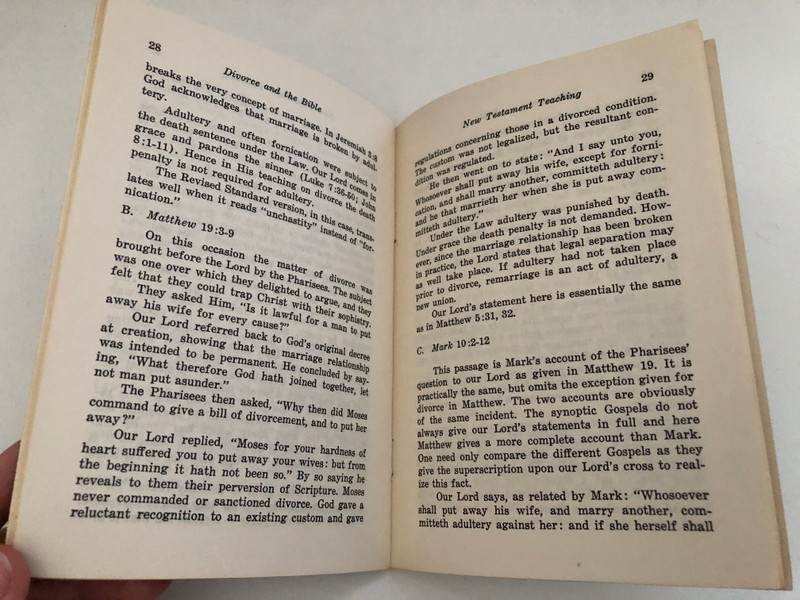 28
Divorce and the Bible
breaks the very concept of marriage. In Jeremiah 3:8
God acknowledges that marriage is broken by adul-
tery.
Adultery and often fornication were subject to
the death sentence under the Law. Our Lord comes in
grace and pardons the sinner (Luke 7:36-50; John
8:1-11). Hence in His teaching on divorce the death
penalty is not required for adultery.
The Revised Standard version, in this case, trans-
lates well when it reads "unchastity" instead of "for-
nication."
B. Matthew 19:3-9
On this occasion the matter of divorce was
brought before the Lord by the Pharisees. The subject
was one over which they delighted to argue, and they
felt that they could trap Christ with their sophistry.
They asked Him, "Is it lawful for a man to put
away his wife for every cause?"
Our Lord referred back to God's original decree
at creation, showing that the marriage relationship
was intended to be permanent. He concluded by say-
ing, "What therefore God hath joined together, let
not man put asunder."
The Pharisees then asked, "Why then did Moses
command to give a bill of divorcement, and to put her
away?"
Our Lord replied, "Moses for your hardness of
heart suffered you to put away your wives: but from
the beginning it hath not been so." By so saying he
reveals to them their perversion of Scripture. Moses
never commanded or sanctioned divorce. God gave a
reluctant recognition to an existing custom and gave
New Testament Teaching
29
regulations concerning those in a divorced condition.
The custom was not legalized, but the resultant con-
dition was regulated.
He then went on to state: "And I say unto you,
Whosoever shall put away his wife, except for forni-
cation, and shall marry another, committeth adultery:
and he that marrieth her when she is put away com-
mitteth adultery."
Under the Law adultery was punished by death.
Under grace the death penalty is not demanded. How-
ever, since the marriage relationship has been broken
in practice, the Lord states that legal separation may
as well take place. If adultery had not taken place
prior to divorce, remarriage is an act of adultery, a
new union.
Our Lord's statement here is essentially the same
as in Matthew 5:31, 32.
C. Mark 10:2-12
This passage is Mark's account of the Pharisees'
question to our Lord as given in Matthew 19. It is
practically the same, but omits the exception given for
divorce in Matthew. The two accounts are obviously
of the same incident. The synoptic Gospels do not
always give our Lord's statements in full and here
Matthew gives a more complete account than Mark.
One need only compare the different Gospels as they
give the superscription upon our Lord's cross to real-
ize this fact.
Our Lord says, as related by Mark: "Whosoever
shall put away his wife, and marry another, com-
mitteth adultery against her: and if she herself shall